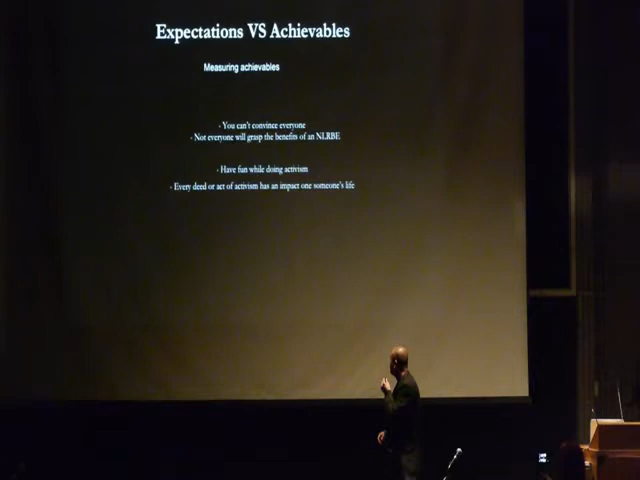 Expectations VS Achievables
Measuring achievables
- You can't convince everyone
- Not everyone will grasp the benefits of an NLRBE
- Have fun while doing activism
- Every deed or act of activism has an impact one someone's life